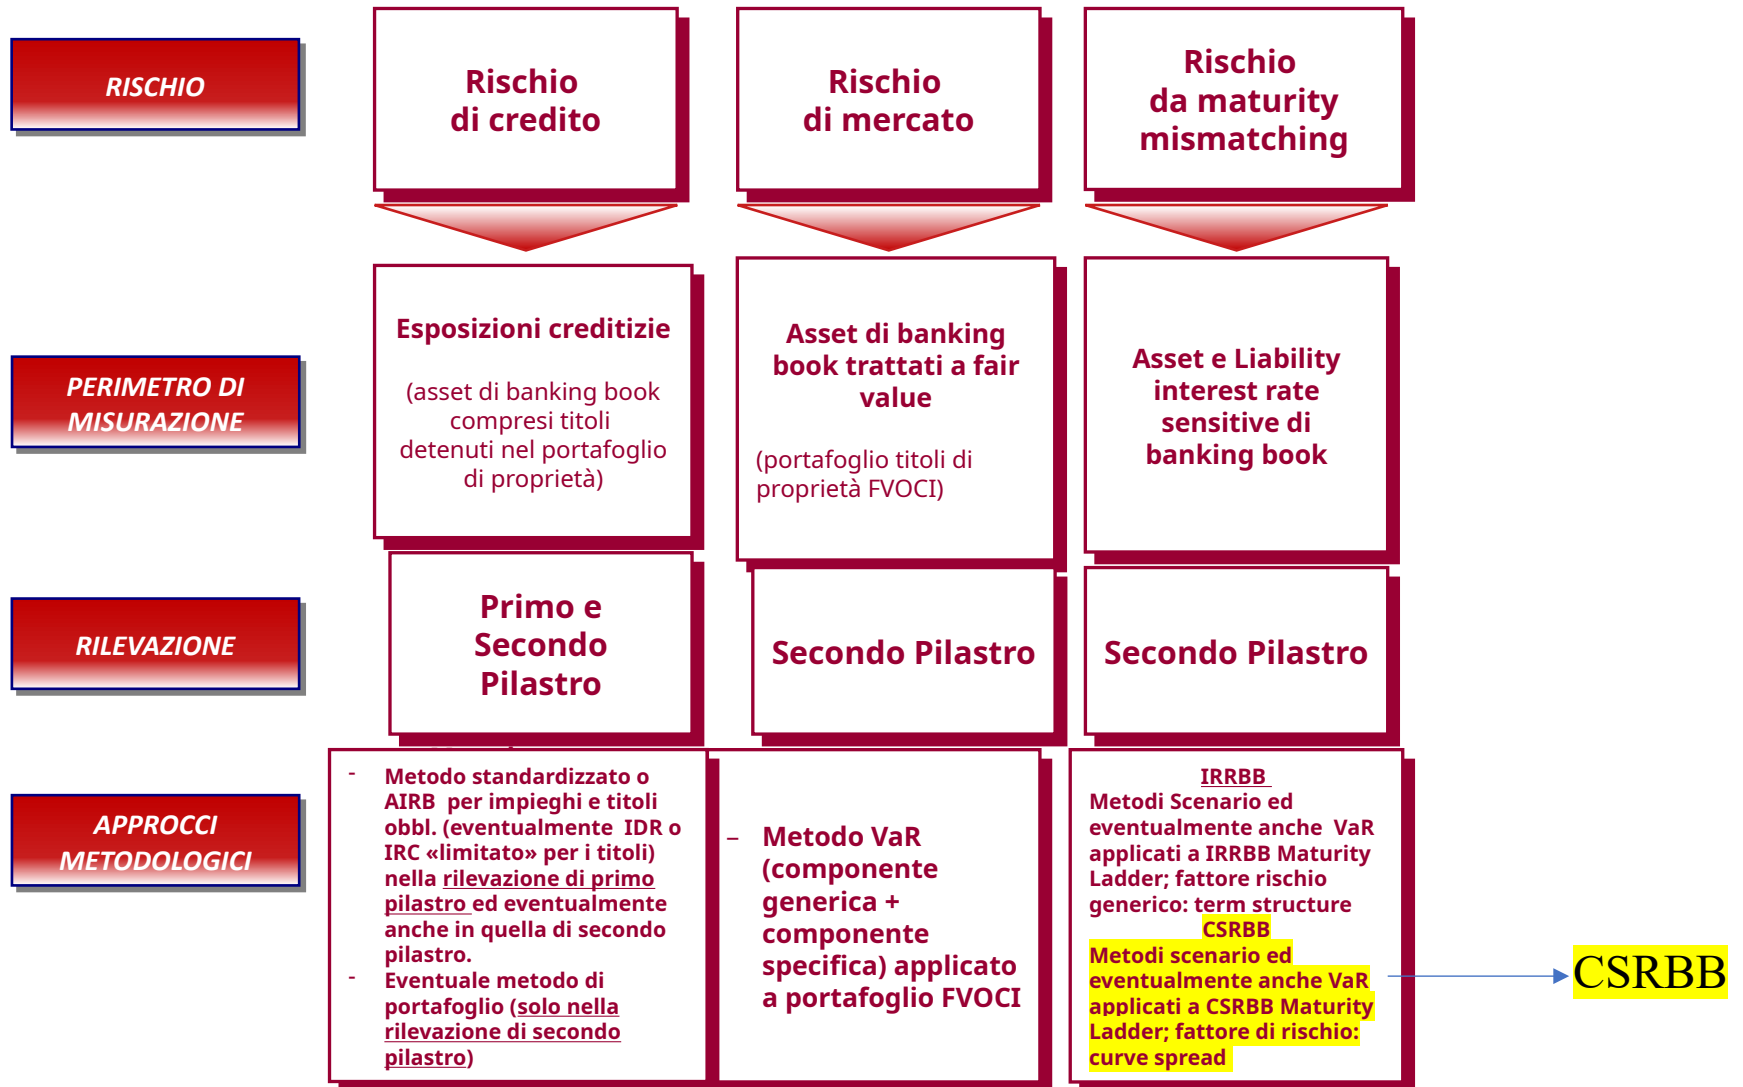 RISCHIO
Rischio
di credito
Rischio
di mercato
Rischio
da maturity
mismatching
PERIMETRO DI
MISURAZIONE
Esposizioni creditizie
(asset di banking book
compresi titoli
detenuti nel portafoglio
di proprietà)
Asset di banking
book trattati a fair
value
(portafoglio titoli di
proprietà FVOCI)
Asset e Liability
interest rate
sensitive di
banking book
RILEVAZIONE
Primo e
Secondo
Pilastro
Secondo Pilastro
Secondo Pilastro
APPROCCI
METODOLOGICI
- Metodo standardizzato o
AIRB per impieghi e titoli
obbl. (eventualmente IDR o
IRC «limitato» per i titoli)
nella rilevazione di primo
pilastro ed eventualmente
anche in quella di secondo
pilastro.
- Eventuale metodo di
portafoglio (solo nella
rilevazione di secondo
pilastro)
– Metodo VaR
(componente
generica +
componente
specifica) applicato
a portafoglio FVOCI
IRRBB
Metodi Scenario ed
eventualmente anche VaR
applicati a IRRBB Maturity
Ladder; fattore rischio
generico: term structure
CSRBB
Metodi scenario ed
eventualmente anche VaR
applicati a CSRBB Maturity
Ladder; fattore di rischio:
curve spread
CSRBB